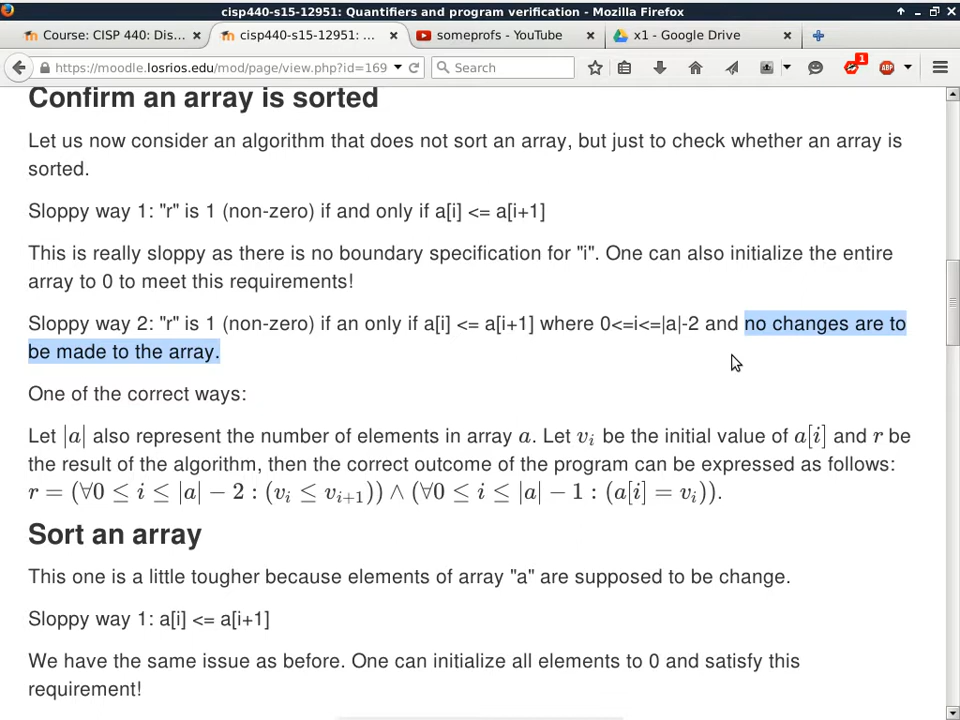 cisp440-s15-12951: Quantifiers and program verification - Mozilla Firefox
Course: CISP 440: Dis... × cisp440-s15-12951: ... × someprofs - YouTube × x1 - Google Drive ×
https://moodle.losrios.edu/mod/page/view.php?id=169 Search 1 ABP
Confirm an array is sorted
Let us now consider an algorithm that does not sort an array, but just to check whether an array is
sorted.
Sloppy way 1: "r" is 1 (non-zero) if and only if a[i] <= a[i+1]
This is really sloppy as there is no boundary specification for "i". One can also initialize the entire
array to 0 to meet this requirements!
Sloppy way 2: "r" is 1 (non-zero) if an only if a[i] <= a[i+1] where 0<=i<=|a|-2 and no changes are to
be made to the array.
One of the correct ways:
Let |a| also represent the number of elements in array a. Let v_i be the initial value of a[i] and r be
the result of the algorithm, then the correct outcome of the program can be expressed as follows:
r = (∀0 ≤ i ≤ |a| − 2 : (v_i ≤ v_{i+1})) ∧ (∀0 ≤ i ≤ |a| − 1 : (a[i] = v_i)).
Sort an array
This one is a little tougher because elements of array "a" are supposed to be change.
Sloppy way 1: a[i] <= a[i+1]
We have the same issue as before. One can initialize all elements to 0 and satisfy this
requirement!